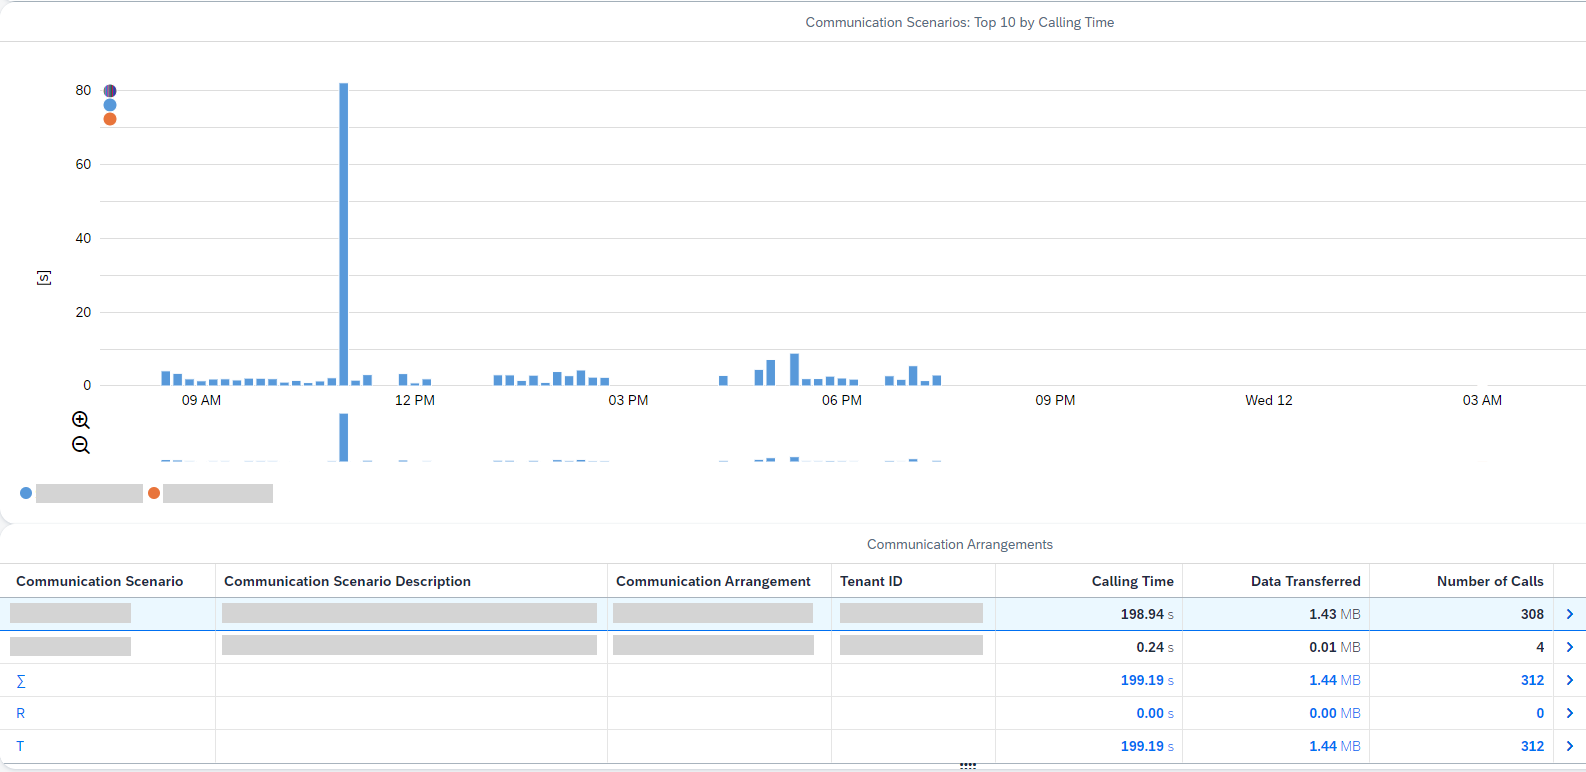 Communication Scenarios: Top 10 by Calling Time
80
60
40
20
0
[s]
09 AM 12 PM 03 PM 06 PM 09 PM Wed 12 03 AM
Communication Arrangements
Communication Scenario Communication Scenario Description Communication Arrangement Tenant ID Calling Time Data Transferred Number of Calls
198.94 s 1.43 MB 308
0.24 s 0.01 MB 4
∑ 199.19 s 1.44 MB 312
R 0.00 s 0.00 MB 0
T 199.19 s 1.44 MB 312